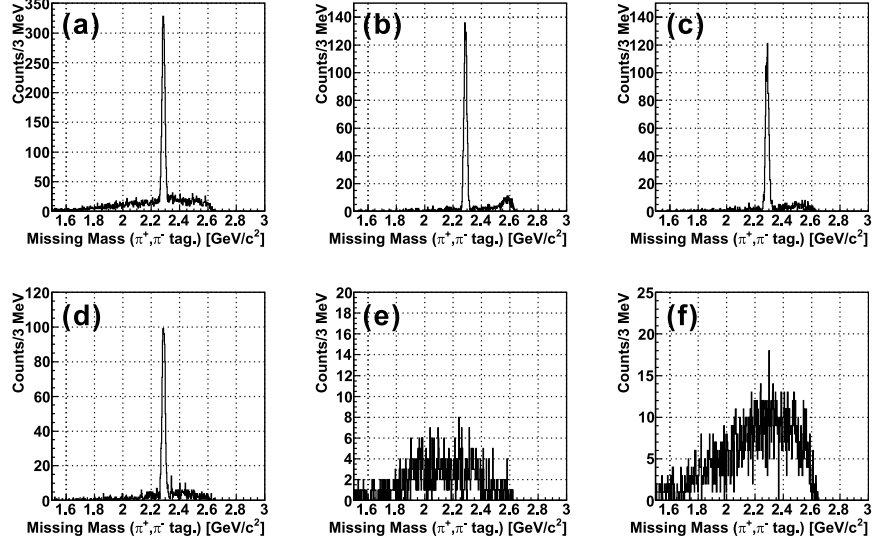 (a)
Counts/3 MeV
350
300
250
200
150
100
50
0
1.6 1.8 2 2.2 2.4 2.6 2.8 3
Missing Mass (π⁺,π⁻ tag.) [GeV/c²]
(b)
Counts/3 MeV
140
120
100
80
60
40
20
0
1.6 1.8 2 2.2 2.4 2.6 2.8 3
Missing Mass (π⁺,π⁻ tag.) [GeV/c²]
(c)
Counts/3 MeV
140
120
100
80
60
40
20
0
1.6 1.8 2 2.2 2.4 2.6 2.8 3
Missing Mass (π⁺,π⁻ tag.) [GeV/c²]
(d)
Counts/3 MeV
120
100
80
60
40
20
0
1.6 1.8 2 2.2 2.4 2.6 2.8 3
Missing Mass (π⁺,π⁻ tag.) [GeV/c²]
(e)
Counts/3 MeV
20
18
16
14
12
10
8
6
4
2
0
1.6 1.8 2 2.2 2.4 2.6 2.8 3
Missing Mass (π⁺,π⁻ tag.) [GeV/c²]
(f)
Counts/3 MeV
25
20
15
10
5
0
1.6 1.8 2 2.2 2.4 2.6 2.8 3
Missing Mass (π⁺,π⁻ tag.) [GeV/c²]